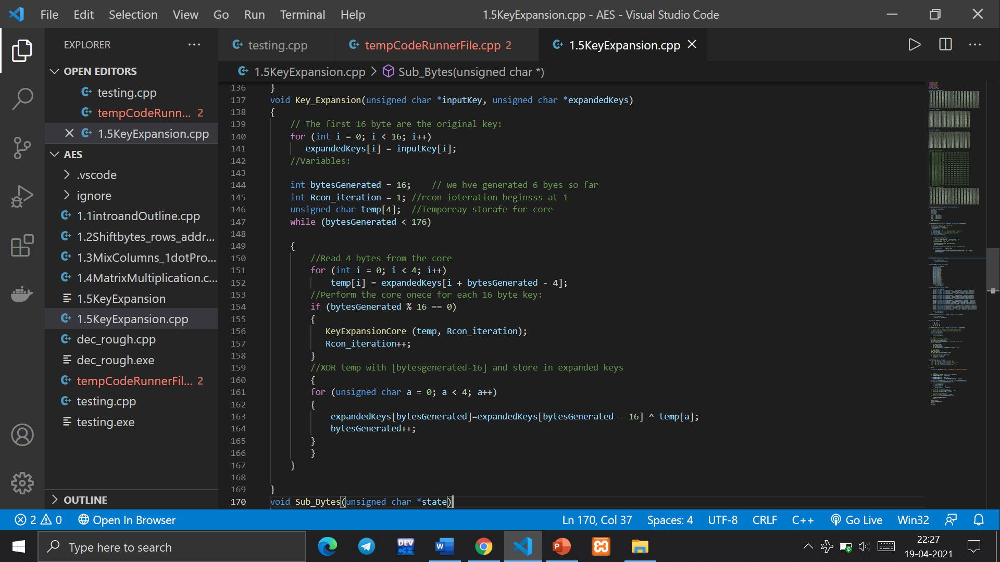 File Edit Selection View Go Run Terminal Help
1.5KeyExpansion.cpp - AES - Visual Studio Code
EXPLORER
OPEN EDITORS
testing.cpp
tempCodeRunn... 2
1.5KeyExpansion.cpp
AES
.vscode
ignore
1.1introandOutline.cpp
1.2Shiftbytes_rows_addr...
1.3MixColumns_1dotPro...
1.4MatrixMultiplication.c...
1.5KeyExpansion
1.5KeyExpansion.cpp
dec_rough.cpp
dec_rough.exe
tempCodeRunnerFil... 2
testing.cpp
testing.exe
OUTLINE
testing.cpp tempCodeRunnerFile.cpp 2 1.5KeyExpansion.cpp
1.5KeyExpansion.cpp > Sub_Bytes(unsigned char *)
136 }
137 void Key_Expansion(unsigned char *inputKey, unsigned char *expandedKeys)
138 {
139 // The first 16 byte are the original key:
140 for (int i = 0; i < 16; i++)
141 expandedKeys[i] = inputKey[i];
142 //Variables:
143
144 int bytesGenerated = 16; // we hve generated 6 byes so far
145 int Rcon_iteration = 1; //rcon ioteration beginsss at 1
146 unsigned char temp[4]; //Temporeay storafe for core
147 while (bytesGenerated < 176)
148
149 {
150 //Read 4 bytes from the core
151 for (int i = 0; i < 4; i++)
152 temp[i] = expandedKeys[i + bytesGenerated - 4];
153 //Perform the core onece for each 16 byte key:
154 if (bytesGenerated % 16 == 0)
155 {
156 KeyExpansionCore (temp, Rcon_iteration);
157 Rcon_iteration++;
158 }
159 //XOR temp with [bytesgenerated-16] and store in expanded keys
160 {
161 for (unsigned char a = 0; a < 4; a++)
162 {
163 expandedKeys[bytesGenerated]=expandedKeys[bytesGenerated - 16] ^ temp[a];
164 bytesGenerated++;
165 }
166 }
167 }
168
169 }
170 void Sub_Bytes(unsigned char *state)
2 0 Open In Browser Ln 170, Col 37 Spaces: 4 UTF-8 CRLF C++ Go Live Win32
Type here to search
DEV
C++
W
P
22:27
19-04-2021